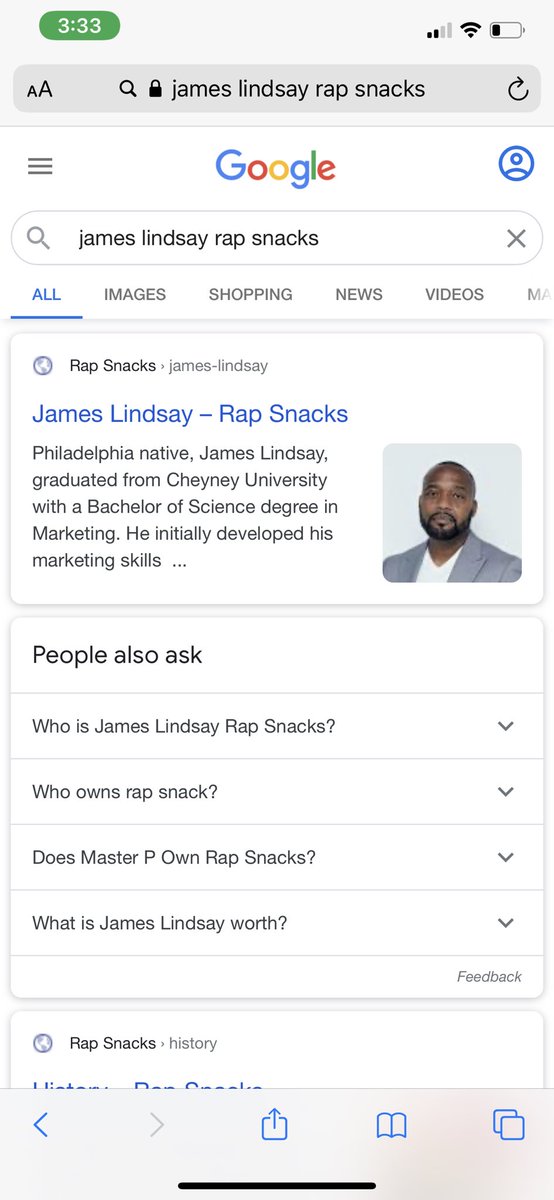 3:33
AA james lindsay rap snacks
Google
james lindsay rap snacks
ALL IMAGES SHOPPING NEWS VIDEOS MA
Rap Snacks › james-lindsay
James Lindsay – Rap Snacks
Philadelphia native, James Lindsay,
graduated from Cheyney University
with a Bachelor of Science degree in
Marketing. He initially developed his
marketing skills ...
People also ask
Who is James Lindsay Rap Snacks?
Who owns rap snack?
Does Master P Own Rap Snacks?
What is James Lindsay worth?
Feedback
Rap Snacks › history
History – Rap Snacks